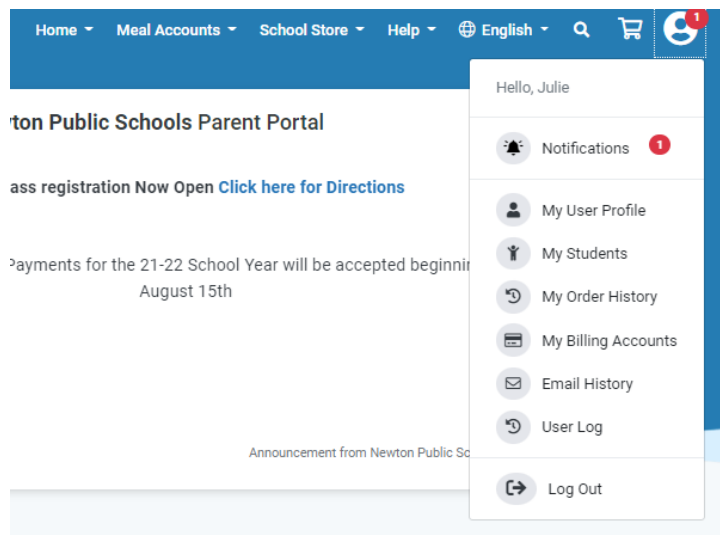 Home Meal Accounts School Store Help English 1
Hello, Julie
Notifications 1
My User Profile
My Students
My Order History
My Billing Accounts
Email History
User Log
Log Out
ton Public Schools Parent Portal
ass registration Now Open Click here for Directions
Payments for the 21-22 School Year will be accepted beginnin
August 15th
Announcement from Newton Public Sc